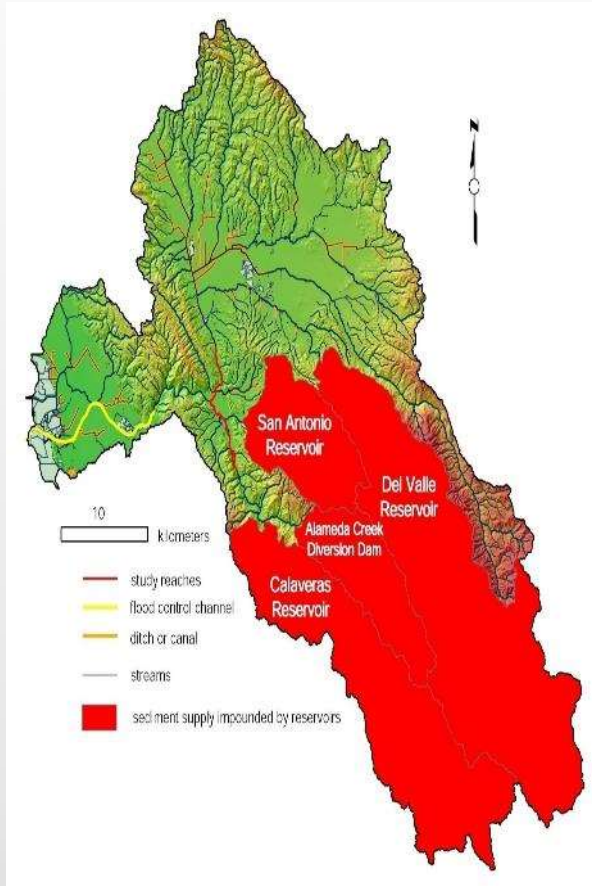 N
San Antonio
Reservoir
Del Valle
Reservoir
Alameda Creek
Diversion Dam
Calaveras
Reservoir
10
kilometers
study reaches
flood control channel
ditch or canal
streams
sediment supply impounded by reservoirs